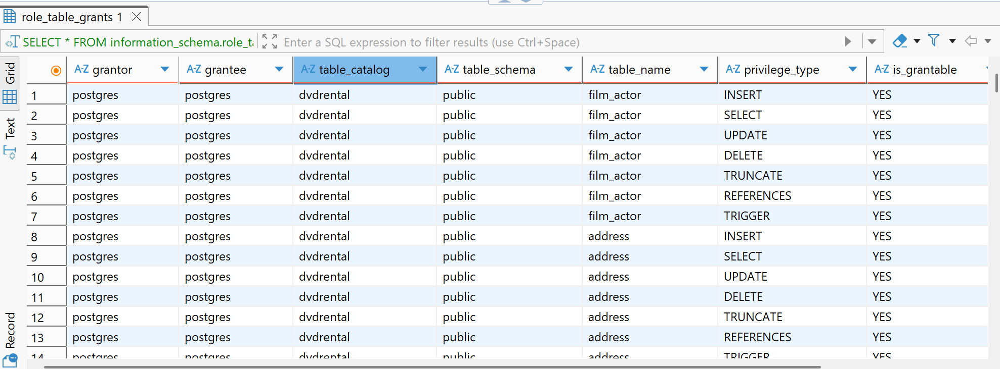 role_table_grants 1
SELECT * FROM information_schema.role_ta Enter a SQL expression to filter results (use Ctrl+Space)
Grid
Text
Record
A-Z grantor A-Z grantee A-Z table_catalog A-Z table_schema A-Z table_name A-Z privilege_type A-Z is_grantable
1 postgres postgres dvdrental public film_actor INSERT YES
2 postgres postgres dvdrental public film_actor SELECT YES
3 postgres postgres dvdrental public film_actor UPDATE YES
4 postgres postgres dvdrental public film_actor DELETE YES
5 postgres postgres dvdrental public film_actor TRUNCATE YES
6 postgres postgres dvdrental public film_actor REFERENCES YES
7 postgres postgres dvdrental public film_actor TRIGGER YES
8 postgres postgres dvdrental public address INSERT YES
9 postgres postgres dvdrental public address SELECT YES
10 postgres postgres dvdrental public address UPDATE YES
11 postgres postgres dvdrental public address DELETE YES
12 postgres postgres dvdrental public address TRUNCATE YES
13 postgres postgres dvdrental public address REFERENCES YES
14 postgres postgres dvdrental public address TRIGGER YES